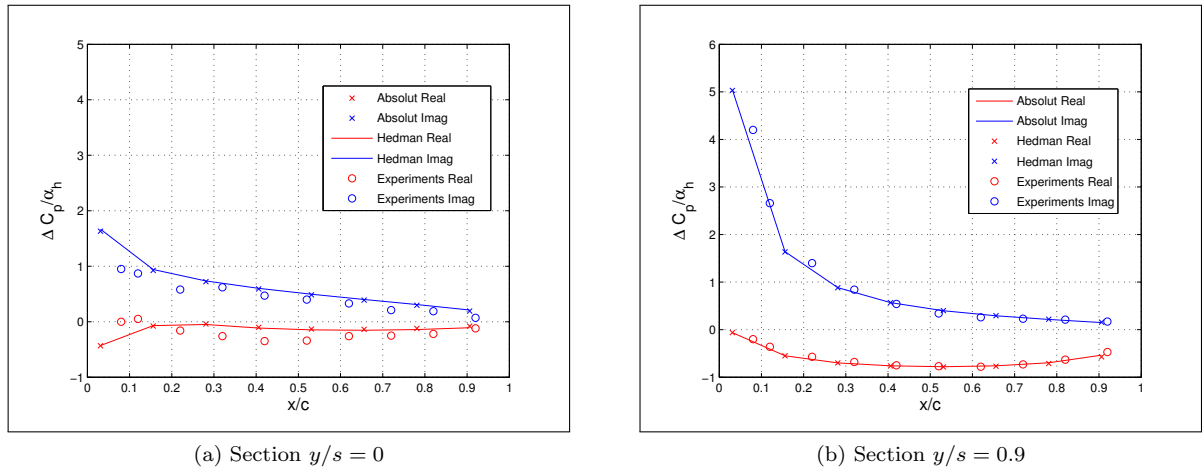 5
4
3
2
1
0
−1
Δ C_p/α_h
0 0.1 0.2 0.3 0.4 0.5 0.6 0.7 0.8 0.9 1
x/c
Absolut Real
Absolut Imag
Hedman Real
Hedman Imag
Experiments Real
Experiments Imag
(a) Section y/s = 0
6
5
4
3
2
1
0
−1
Δ C_p/α_h
0 0.1 0.2 0.3 0.4 0.5 0.6 0.7 0.8 0.9 1
x/c
Absolut Real
Absolut Imag
Hedman Real
Hedman Imag
Experiments Real
Experiments Imag
(b) Section y/s = 0.9